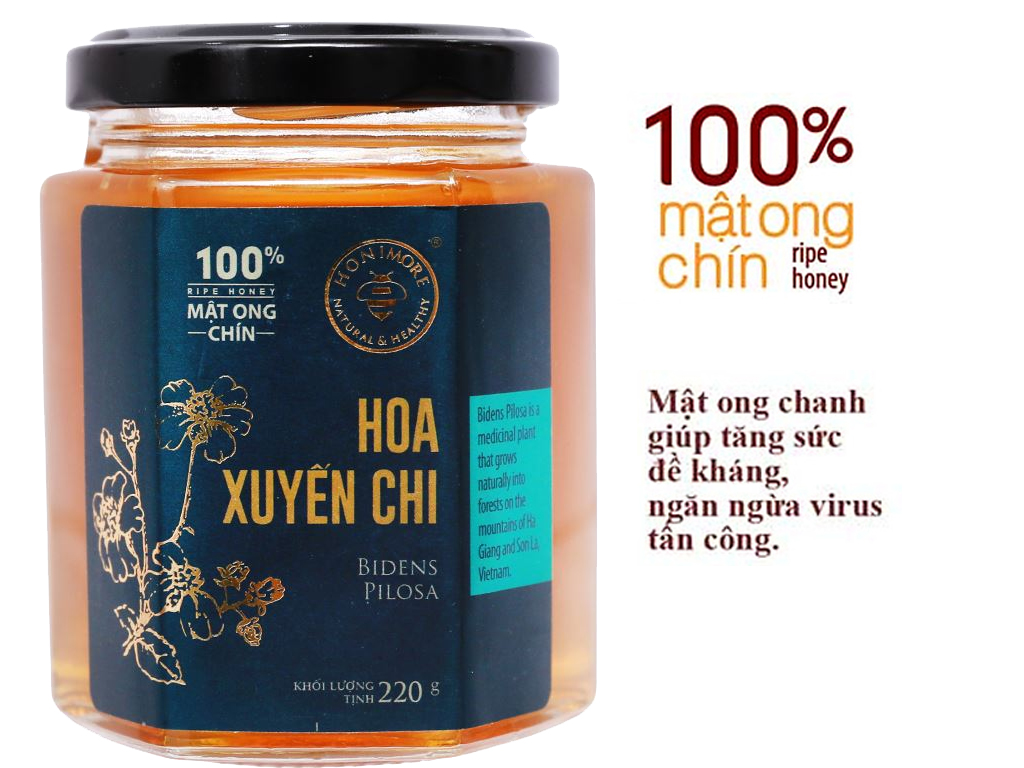 100%
RIPE HONEY
MẬT ONG
CHÍN
HONIMORE
®
NATURAL & HEALTHY
HOA
XUYẾN CHI
BIDENS
PILOSA
Bidens Pilosa is a
medicinal plant
that grows
naturally into
forests on the
mountains of Ha
Giang and Son La,
Vietnam.
KHỐI LƯỢNG
TỊNH 220 g
100%
mật ong
chín ripe
honey
Mật ong chanh
giúp tăng sức
đề kháng,
ngăn ngừa virus
tấn công.